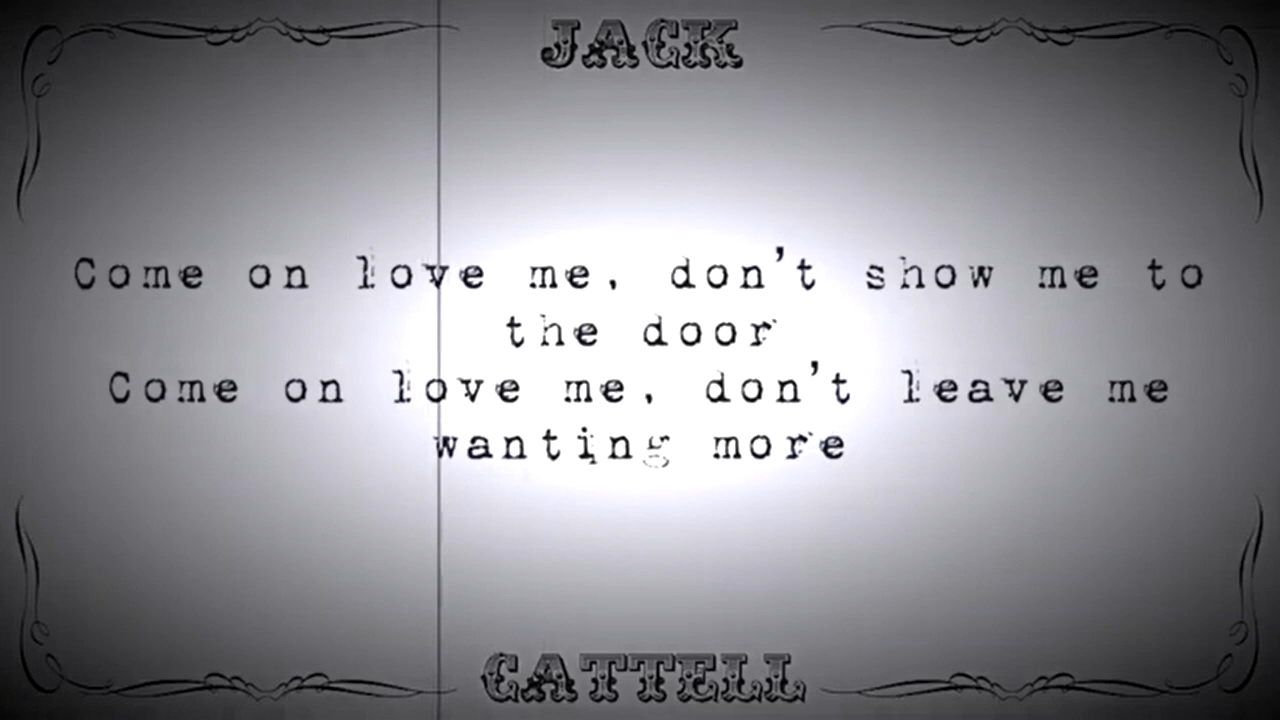 JACK
Come on love me, don't show me to
the door
Come on love me, don't leave me
wanting more
CATTELL